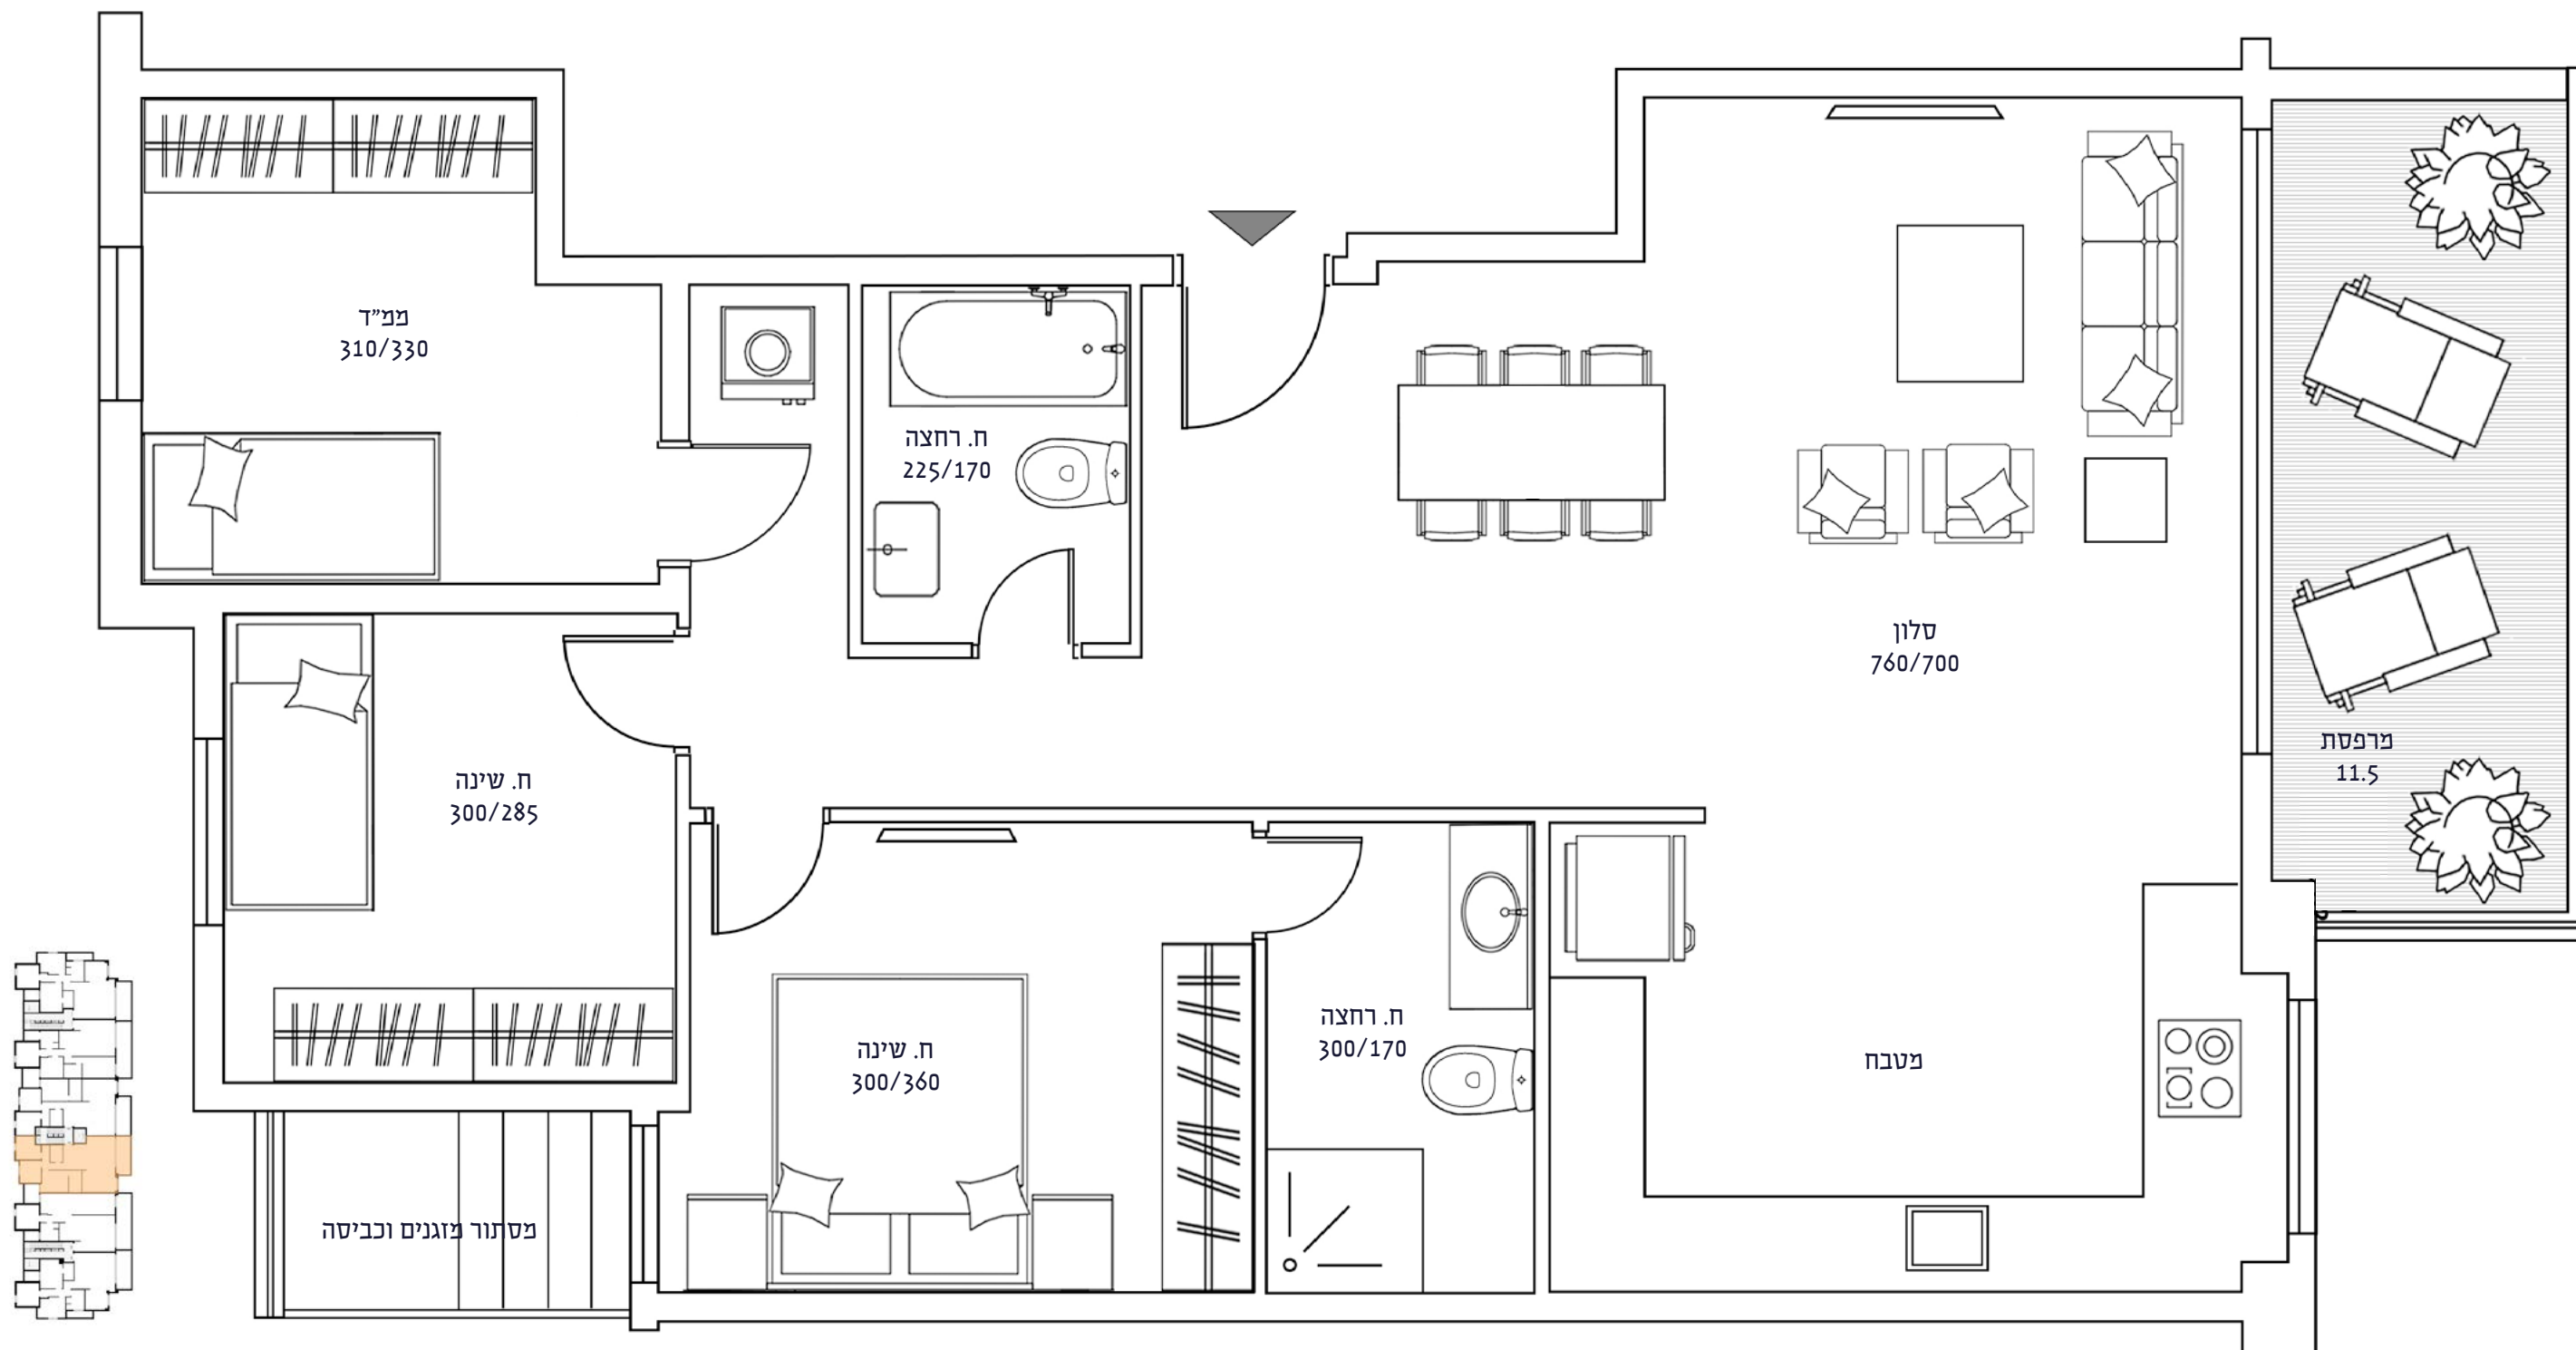 ממ״ד
310/330
ח. רחצה
225/170
סלון
760/700
מרפסת
11.5
ח. שינה
300/285
ח. שינה
300/360
ח. רחצה
300/170
מטבח
מסתור מזגנים וכביסה